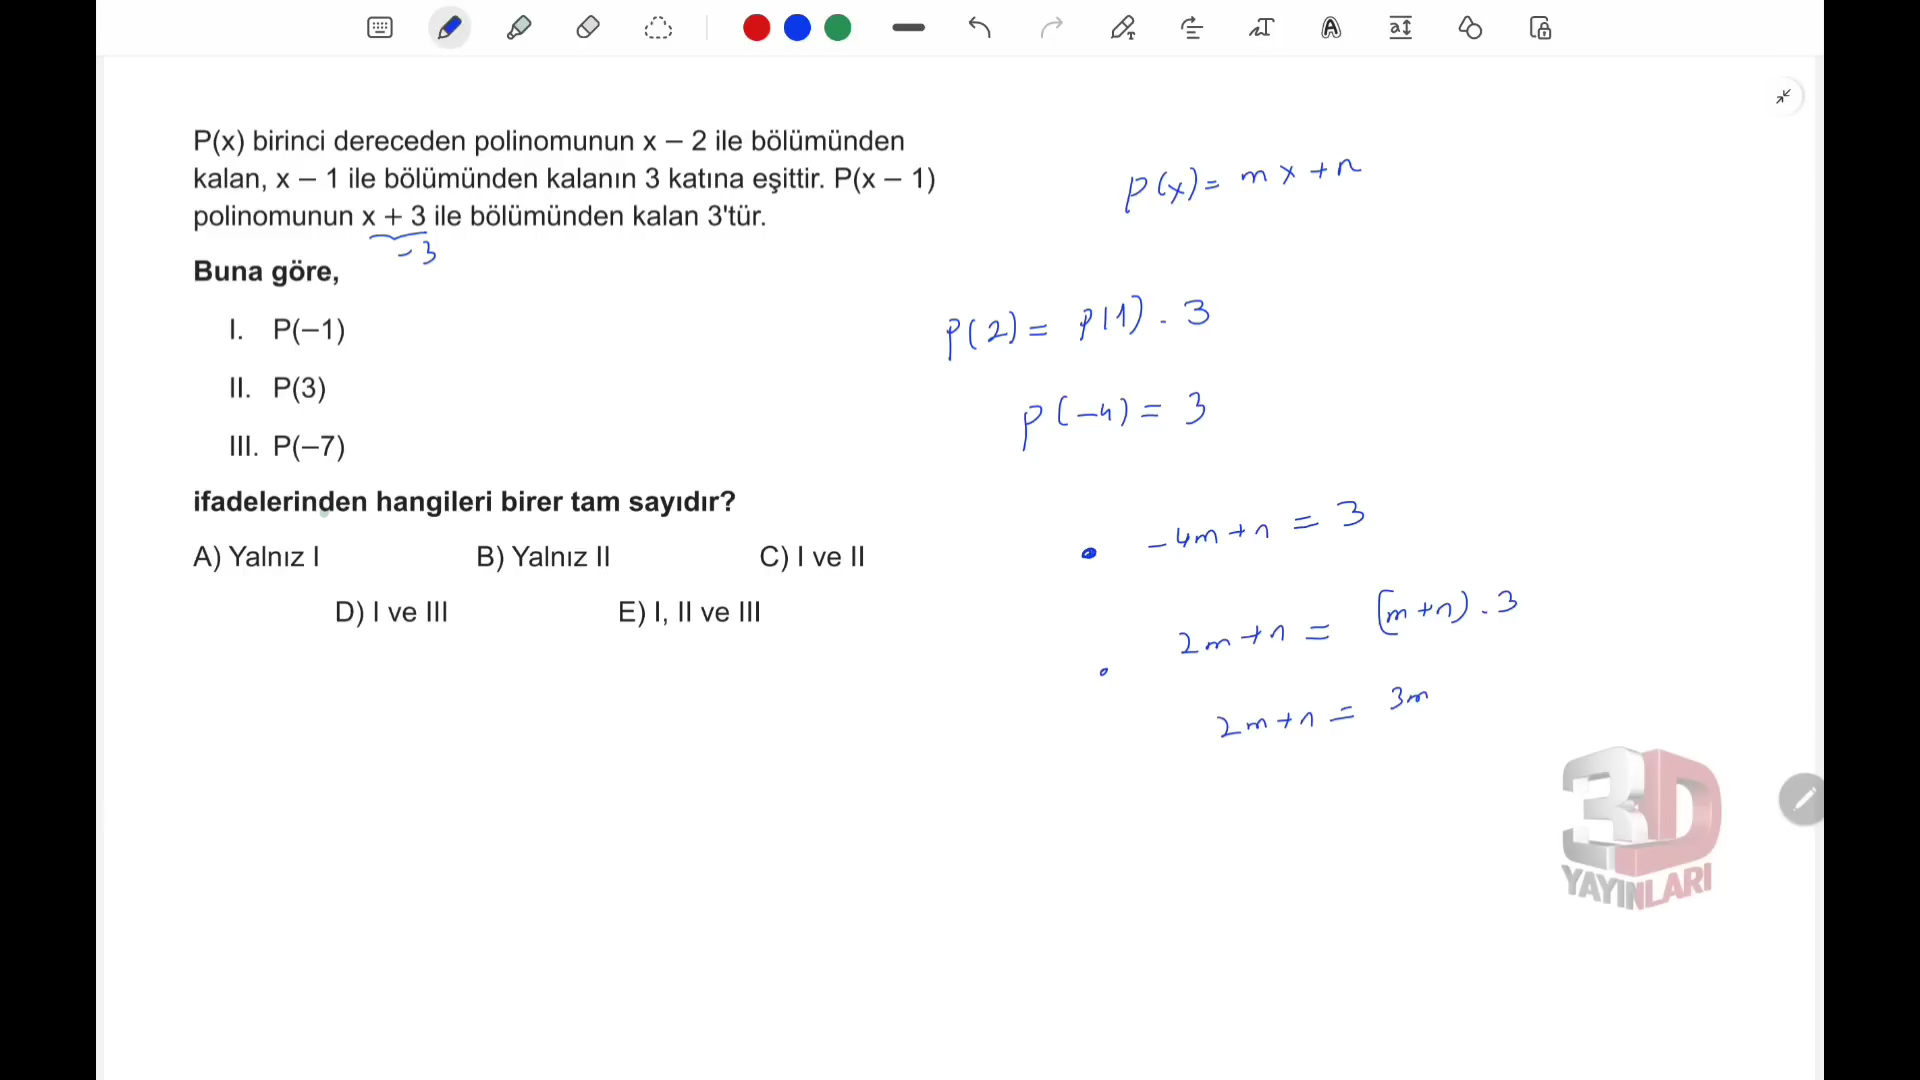 P(x) birinci dereceden polinomunun x – 2 ile bölümünden
kalan, x – 1 ile bölümünden kalanın 3 katına eşittir. P(x – 1)
polinomunun x + 3 ile bölümünden kalan 3'tür.
– 3
Buna göre,
I. P(–1)
II. P(3)
III. P(–7)
ifadelerinden hangileri birer tam sayıdır?
A) Yalnız I B) Yalnız II C) I ve II
D) I ve III E) I, II ve III
P(x) = mx + n
P(2) = P(1) . 3
P(-4) = 3
-4m + n = 3
2m + n = (m + n) . 3
2m + n = 3m
3D
YAYINLARI